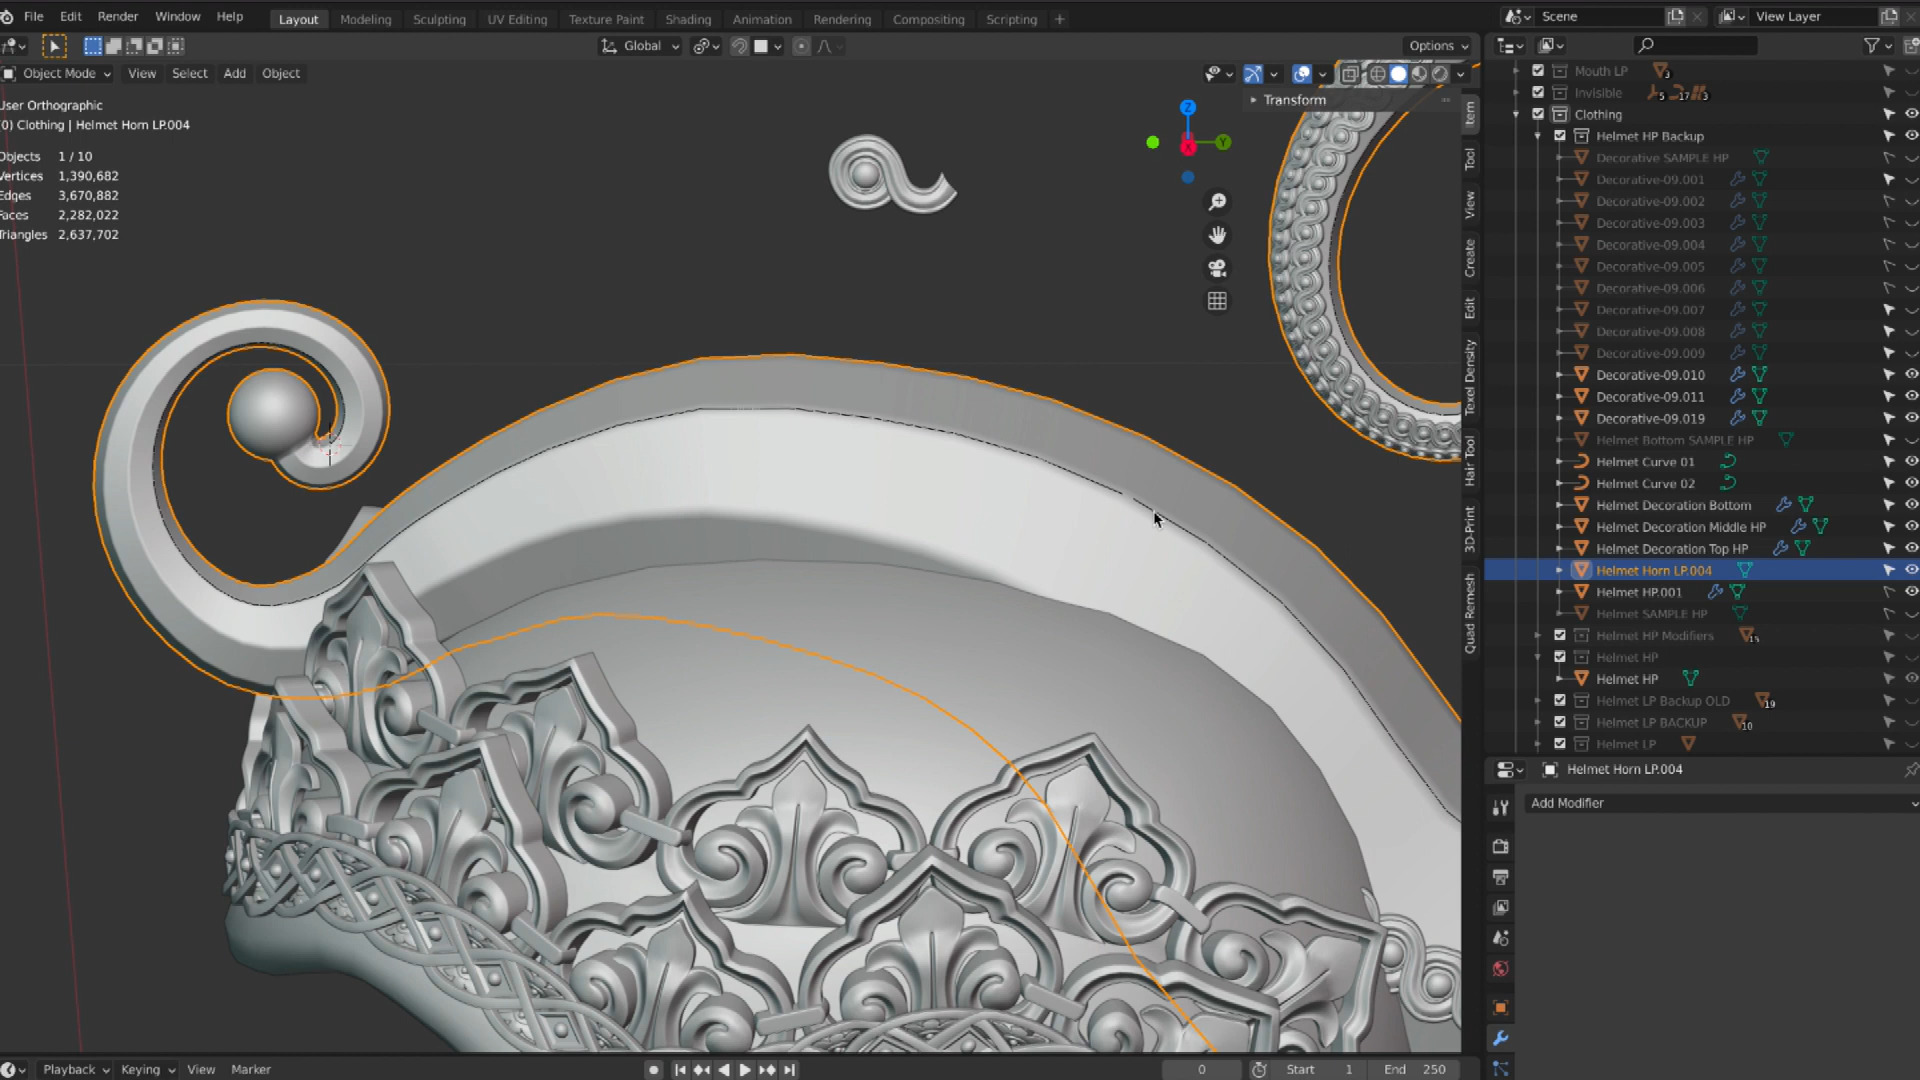 File Edit Render Window Help Layout Modeling Sculpting UV Editing Texture Paint Shading Animation Rendering Compositing Scripting + Scene View Layer
Global Options
Object Mode View Select Add Object
User Orthographic
(0) Clothing | Helmet Horn LP.004
Objects 1 / 10
Vertices 1,390,682
Edges 3,670,882
Faces 2,282,022
Triangles 2,637,702
Transform
Z
Y
X
Item
Tool
View
Create
Edit
Texel Density
Hair Tool
3D-Print
Quad Remesh
Mouth LP 3
Invisible 5 17 3
Clothing
Helmet HP Backup
Decorative SAMPLE HP
Decorative-09.001
Decorative-09.002
Decorative-09.003
Decorative-09.004
Decorative-09.005
Decorative-09.006
Decorative-09.007
Decorative-09.008
Decorative-09.009
Decorative-09.010
Decorative-09.011
Decorative-09.019
Helmet Bottom SAMPLE HP
Helmet Curve 01
Helmet Curve 02
Helmet Decoration Bottom
Helmet Decoration Middle HP
Helmet Decoration Top HP
Helmet Horn LP.004
Helmet HP.001
Helmet SAMPLE HP
Helmet HP Modifiers 15
Helmet HP
Helmet HP
Helmet LP Backup OLD 19
Helmet LP BACKUP 10
Helmet LP
Helmet Horn LP.004
Add Modifier
Playback Keying View Marker 0 Start 1 End 250